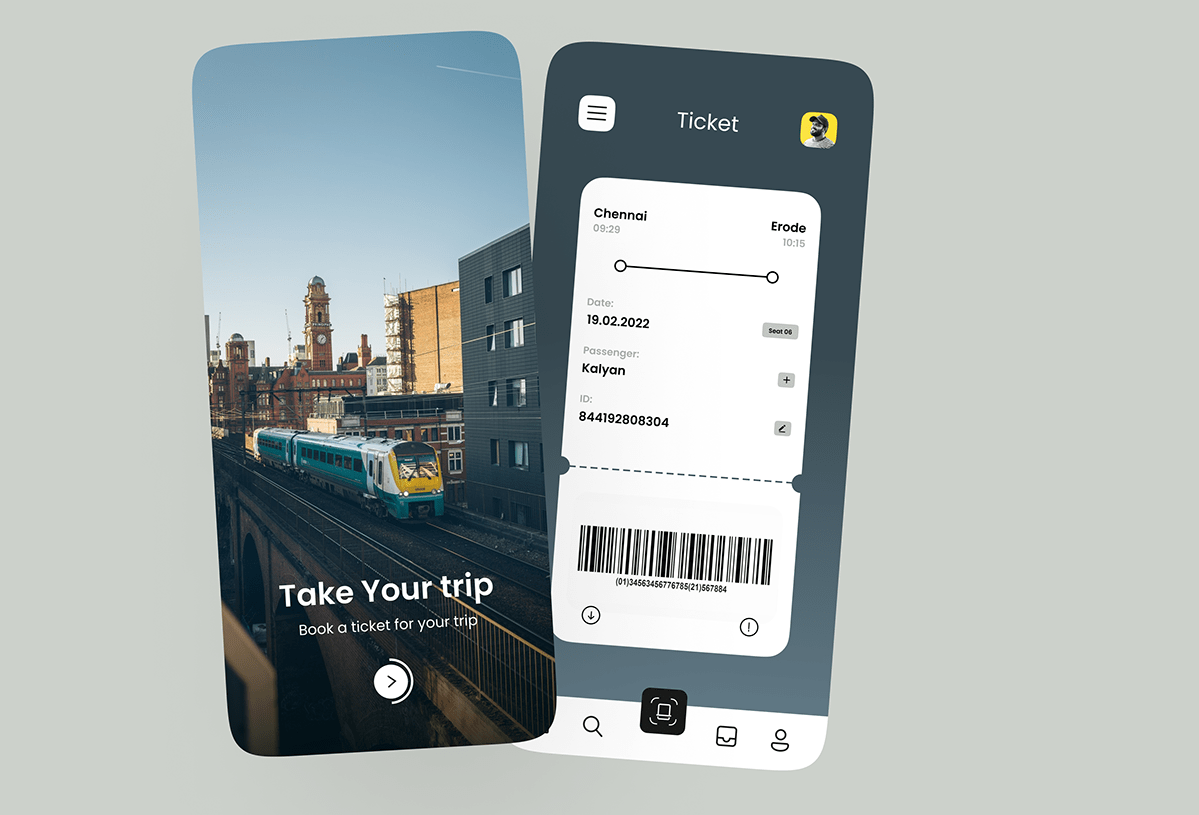 Take Your trip
Book a ticket for your trip
Ticket
Chennai
09:29
Erode
10:15
Date:
19.02.2022
Seat 06
Passenger:
Kalyan
ID:
844192808304
(01)34563456776785(21)567884